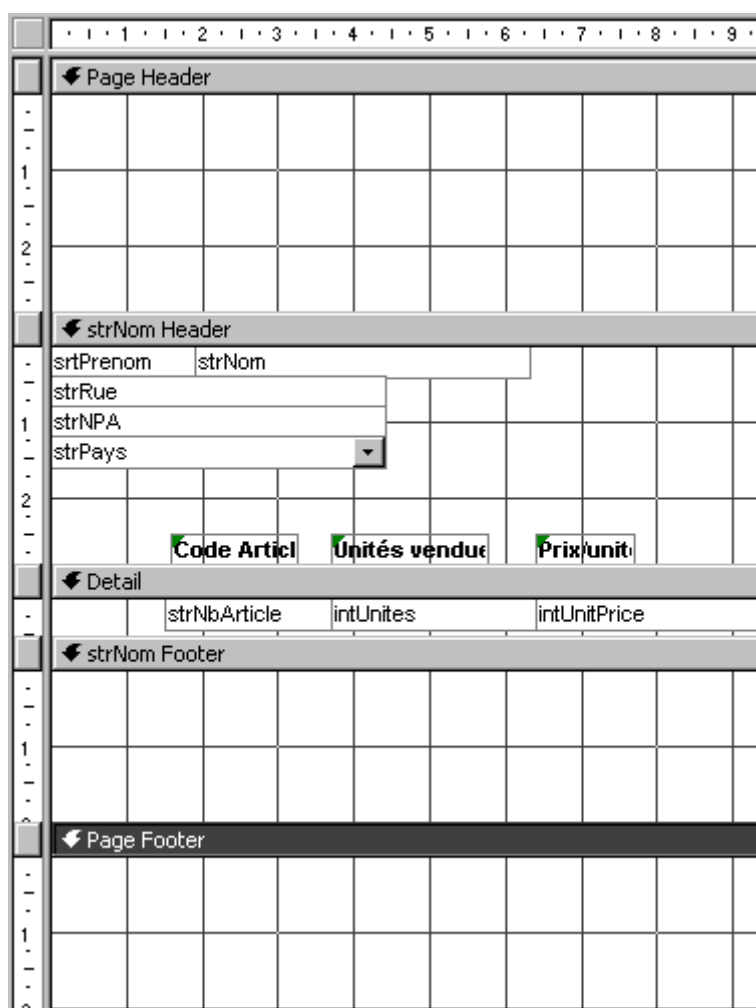 1 2 3 4 5 6 7 8 9
Page Header
1
2
strNom Header
srtPrenom strNom
strRue
strNPA
1
strPays
2
Code Articl Unités vendue Prix/unit
Detail
strNbArticle intUnites intUnitPrice
strNom Footer
1
Page Footer
1